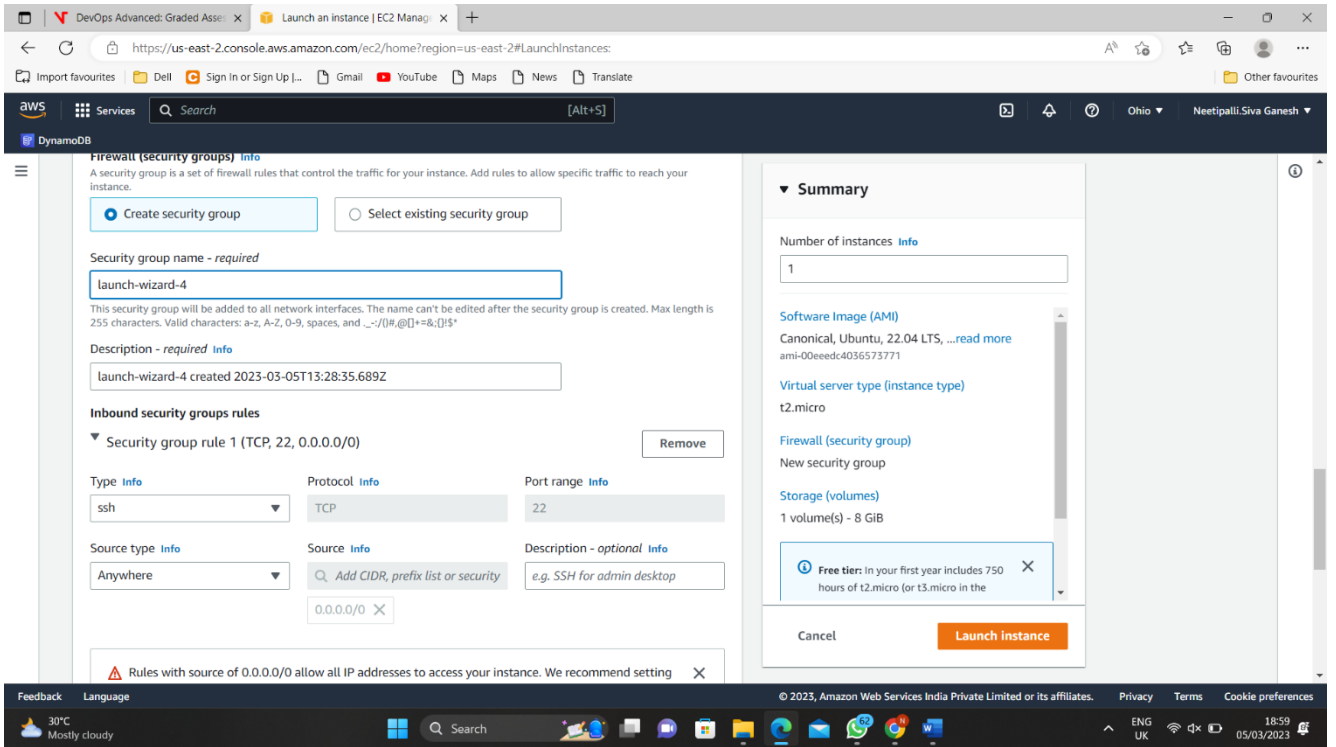 DevOps Advanced: Graded Asses
Launch an instance | EC2 Manage
https://us-east-2.console.aws.amazon.com/ec2/home?region=us-east-2#LaunchInstances:
Import favourites
Dell
Sign In or Sign Up |...
Gmail
YouTube
Maps
News
Translate
Other favourites
aws
Services
Search
[Alt+S]
Ohio
Neetipalli.Siva Ganesh
DynamoDB
Firewall (security groups) Info
A security group is a set of firewall rules that control the traffic for your instance. Add rules to allow specific traffic to reach your
instance.
Create security group
Select existing security group
Security group name - required
launch-wizard-4
This security group will be added to all network interfaces. The name can't be edited after the security group is created. Max length is
255 characters. Valid characters: a-z, A-Z, 0-9, spaces, and ._-:/()#,@[]+=&;{}!$*
Description - required Info
launch-wizard-4 created 2023-03-05T13:28:35.689Z
Inbound security groups rules
Security group rule 1 (TCP, 22, 0.0.0.0/0)
Remove
Type Info
Protocol Info
Port range Info
ssh
TCP
22
Source type Info
Source Info
Description - optional Info
Anywhere
Add CIDR, prefix list or security
e.g. SSH for admin desktop
0.0.0.0/0
Rules with source of 0.0.0.0/0 allow all IP addresses to access your instance. We recommend setting
Summary
Number of instances Info
1
Software Image (AMI)
Canonical, Ubuntu, 22.04 LTS, ...read more
ami-00eeedc4036573771
Virtual server type (instance type)
t2.micro
Firewall (security group)
New security group
Storage (volumes)
1 volume(s) - 8 GiB
Free tier: In your first year includes 750
hours of t2.micro (or t3.micro in the
Cancel
Launch instance
Feedback
Language
© 2023, Amazon Web Services India Private Limited or its affiliates.
Privacy
Terms
Cookie preferences
30°C
Mostly cloudy
Search
62
N
ENG
UK
18:59
05/03/2023